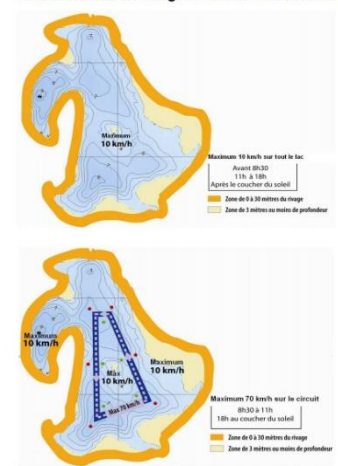 Maximum
10 km/h
Maximum 10 km/h sur tout le lac
Avant 8h30
11h à 18h
Après le coucher du soleil
Zone de 0 à 30 mètres du rivage
Zone de 3 mètres ou moins de profondeur
Maximum
10 km/h
Max
10 km/h
Maximum
10 km/h
Max 70 km/h
Maximum 70 km/h sur le circuit
8h30 à 11h
18h au coucher du soleil
Zone de 0 à 30 mètres du rivage
Zone de 3 mètres ou moins de profondeur